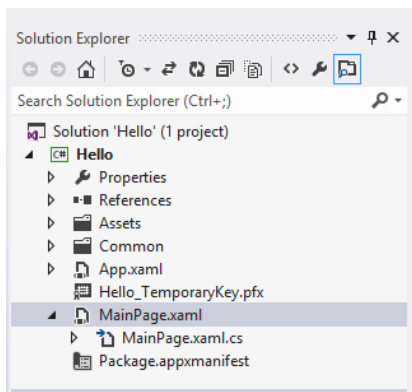 Solution Explorer
Search Solution Explorer (Ctrl+;)
Solution 'Hello' (1 project)
C# Hello
Properties
References
Assets
Common
App.xaml
Hello_TemporaryKey.pfx
MainPage.xaml
MainPage.xaml.cs
Package.appxmanifest